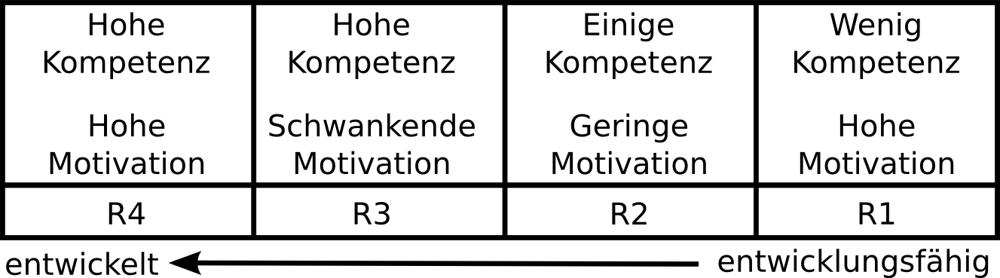 Hohe
Kompetenz
Hohe
Motivation
R4
Hohe
Kompetenz
Schwankende
Motivation
R3
Einige
Kompetenz
Geringe
Motivation
R2
Wenig
Kompetenz
Hohe
Motivation
R1
entwickelt
entwicklungsfähig